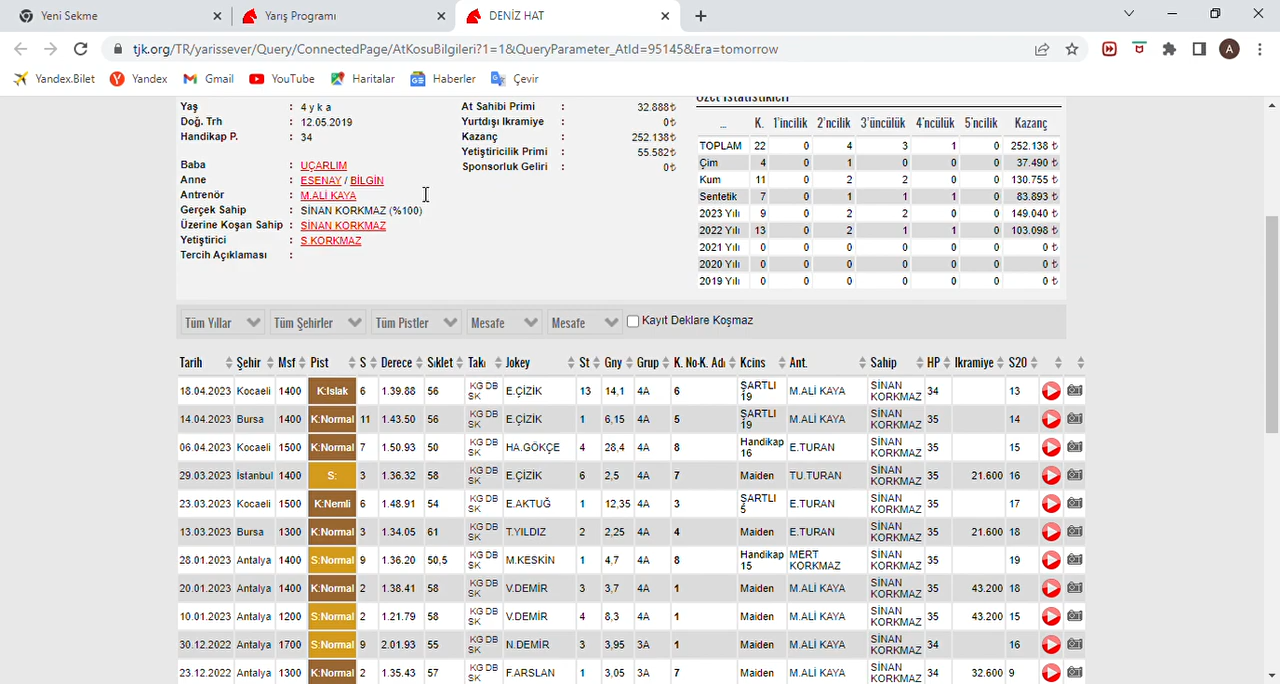 Yeni Sekme
Yarış Programı
DENİZ HAT
tjk.org/TR/yarissever/Query/ConnectedPage/AtKosuBilgileri?1=1&QueryParameter_AtId=95145&Era=tomorrow
A
Yandex.Bilet
Yandex
Gmail
YouTube
Haritalar
Haberler
Çevir
Yaş : 4 y k a
Doğ. Trh : 12.05.2019
Handikap P. : 34
Baba : UÇARLIM
Anne : ESENAY / BİLGİN
Antrenör : M.ALİ KAYA
Gerçek Sahip : SİNAN KORKMAZ (%100)
Üzerine Koşan Sahip : SİNAN KORKMAZ
Yetiştirici : S.KORKMAZ
Tercih Açıklaması :
At Sahibi Primi : 32.888₺
Yurtdışı Ikramiye : 0₺
Kazanç : 252.138₺
Yetiştiricilik Primi : 55.582₺
Sponsorluk Geliri : 0₺
Özet İstatistikleri
... K. 1'incilik 2'ncilik 3'üncülük 4'ncülük 5'ncilik Kazanç
TOPLAM 22 0 4 3 1 0 252.138 ₺
Çim 4 0 1 0 0 0 37.490 ₺
Kum 11 0 2 2 0 0 130.755 ₺
Sentetik 7 0 1 1 1 0 83.893 ₺
2023 Yılı 9 0 2 2 0 0 149.040 ₺
2022 Yılı 13 0 2 1 1 0 103.098 ₺
2021 Yılı 0 0 0 0 0 0 0 ₺
2020 Yılı 0 0 0 0 0 0 0 ₺
2019 Yılı 0 0 0 0 0 0 0 ₺
Tüm Yıllar Tüm Şehirler Tüm Pistler Mesafe Mesafe Kayıt Deklare Koşmaz
Tarih Şehir Msf Pist S Derece Sıklet Takı Jokey St Gny Grup K. No-K. Adı Kcins Ant. Sahip HP Ikramiye S20
18.04.2023 Kocaeli 1400 K:Islak 6 1.39.88 56 KG DB SK E.ÇİZİK 13 14,1 4A 6 ŞARTLI 19 M.ALİ KAYA SİNAN KORKMAZ 34 13
14.04.2023 Bursa 1400 K:Normal 11 1.43.50 56 KG DB SK E.ÇİZİK 1 6,15 4A 5 ŞARTLI 19 M.ALİ KAYA SİNAN KORKMAZ 35 14
06.04.2023 Kocaeli 1500 K:Normal 7 1.50.93 50 KG DB SK HA.GÖKÇE 4 28,4 4A 8 Handikap 16 E.TURAN SİNAN KORKMAZ 35 15
29.03.2023 İstanbul 1400 S: 3 1.36.32 58 KG DB SK E.ÇİZİK 6 2,5 4A 7 Maiden TU.TURAN SİNAN KORKMAZ 35 21.600 16
23.03.2023 Kocaeli 1500 K:Nemli 6 1.48.91 54 KG DB SK E.AKTUĞ 1 12,35 4A 3 ŞARTLI 5 E.TURAN SİNAN KORKMAZ 35 17
13.03.2023 Bursa 1300 K:Normal 3 1.34.05 61 KG DB SK T.YILDIZ 2 2,25 4A 4 Maiden E.TURAN SİNAN KORKMAZ 35 21.600 18
28.01.2023 Antalya 1400 S:Normal 9 1.36.20 50,5 KG DB SK M.KESKİN 1 4,7 4A 8 Handikap 15 MERT KORKMAZ SİNAN KORKMAZ 35 19
20.01.2023 Antalya 1400 K:Normal 2 1.38.41 58 KG DB SK V.DEMİR 3 3,7 4A 1 Maiden M.ALİ KAYA SİNAN KORKMAZ 35 43.200 18
10.01.2023 Antalya 1200 S:Normal 2 1.21.79 58 KG DB SK V.DEMİR 4 8,3 4A 1 Maiden M.ALİ KAYA SİNAN KORKMAZ 35 43.200 15
30.12.2022 Antalya 1700 S:Normal 9 2.01.93 55 KG DB SK N.DEMİR 3 3,95 3A 1 Maiden M.ALİ KAYA SİNAN KORKMAZ 34 16
23.12.2022 Antalya 1300 K:Normal 2 1.35.43 57 KG DB SK F.ARSLAN 1 3,05 3A 7 Maiden M.ALİ KAYA SİNAN KORKMAZ 34 32.600 9